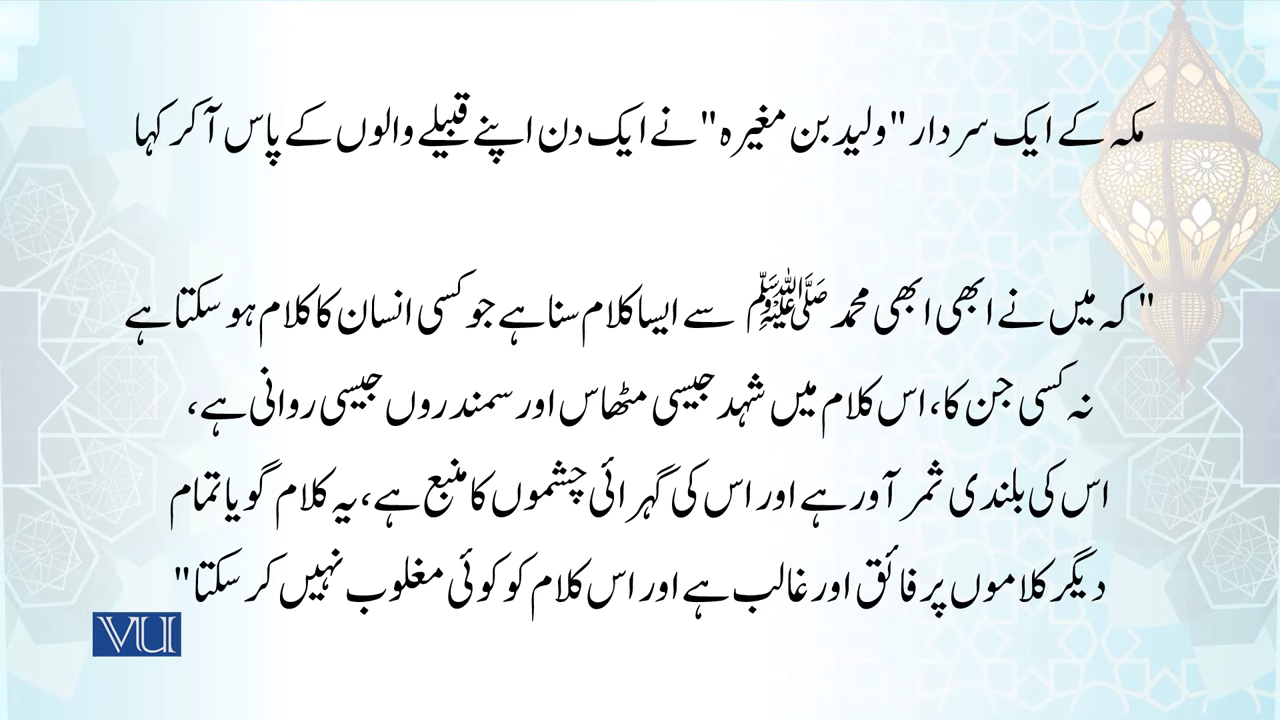 مکہ کے ایک سردار "ولید بن مغیرہ" نے ایک دن اپنے قبیلے والوں کے پاس آکر کہا
"کہ میں نے ابھی ابھی محمد ﷺ سے ایسا کلام سنا ہے جو کسی انسان کا کلام ہو سکتا ہے
نہ کسی جن کا، اس کلام میں شہد جیسی مٹھاس اور سمندروں جیسی روانی ہے،
اس کی بلندی ثمر آور ہے اور اس کی گہرائی چشموں کا منبع ہے، یہ کلام گویا تمام
دیگر کلاموں پر فائق اور غالب ہے اور اس کلام کو کوئی مغلوب نہیں کر سکتا"
VU